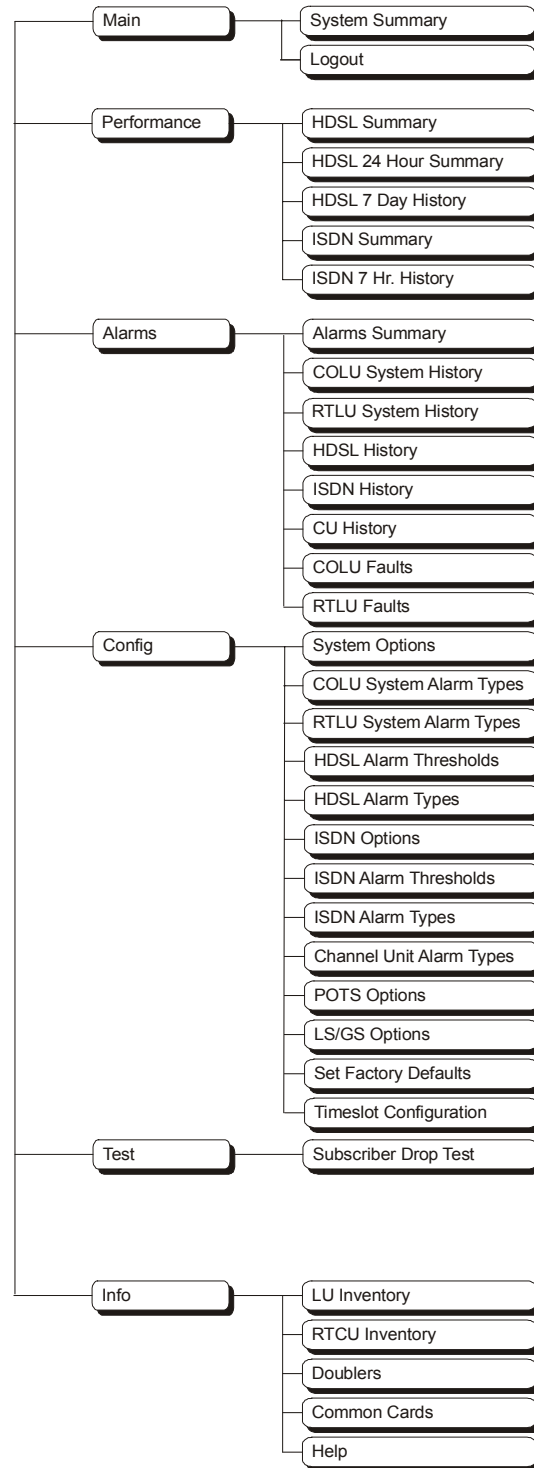 Main
System Summary
Logout
Performance
HDSL Summary
HDSL 24 Hour Summary
HDSL 7 Day History
ISDN Summary
ISDN 7 Hr. History
Alarms
Alarms Summary
COLU System History
RTLU System History
HDSL History
ISDN History
CU History
COLU Faults
RTLU Faults
Config
System Options
COLU System Alarm Types
RTLU System Alarm Types
HDSL Alarm Thresholds
HDSL Alarm Types
ISDN Options
ISDN Alarm Thresholds
ISDN Alarm Types
Channel Unit Alarm Types
POTS Options
LS/GS Options
Set Factory Defaults
Timeslot Configuration
Test
Subscriber Drop Test
Info
LU Inventory
RTCU Inventory
Doublers
Common Cards
Help